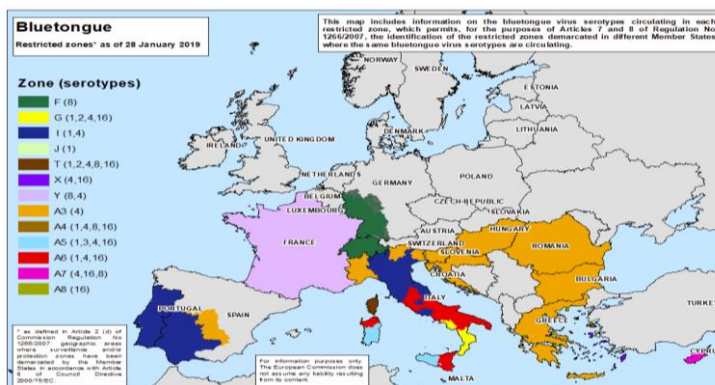 Bluetongue
Restricted zones* as of 28 January 2019
This map includes information on the bluetongue virus serotypes circulating in each
restricted zone, which permits, for the purposes of Articles 7 and 8 of Regulation No
1266/2007, the identification of the restricted zones demarcated in different Member States
where the same bluetongue virus serotypes are circulating.
Zone (serotypes)
F (8)
G (1,2,4,16)
I (1,4)
J (1)
T (1,2,4,8,16)
X (4,16)
Y (8,4)
A3 (4)
A4 (1,4,8,16)
A5 (1,3,4,16)
A6 (1,4,16)
A7 (4,16,8)
A8 (16)
NORWAY
SWEDEN
ESTONIA
LATVIA
LITHUANIA
DENMARK
IRELAND
UNITED KINGDOM
NETHERLANDS
POLAND
GERMANY
BELGIUM
LUXEMBOURG
CZECH-REPUBLIC
SLOVAKIA
AUSTRIA
HUNGARY
FRANCE
SWITZERLAND
SLOVENIA
ROMANIA
CROATIA
BULGARIA
ITALY
PORTUGAL
SPAIN
GREECE
TURKEY
CYPRUS
MALTA
* as defined in Article 2 (d) of
Commission Regulation No
1266/2007: geographic areas
where surveillance and/or
protection zones have been
demarcated by the Member
States in accordance with Article
8 of Council Directive
2000/75/EC.
For information purposes only.
The European Commission does
not assume any liability resulting
from its content.